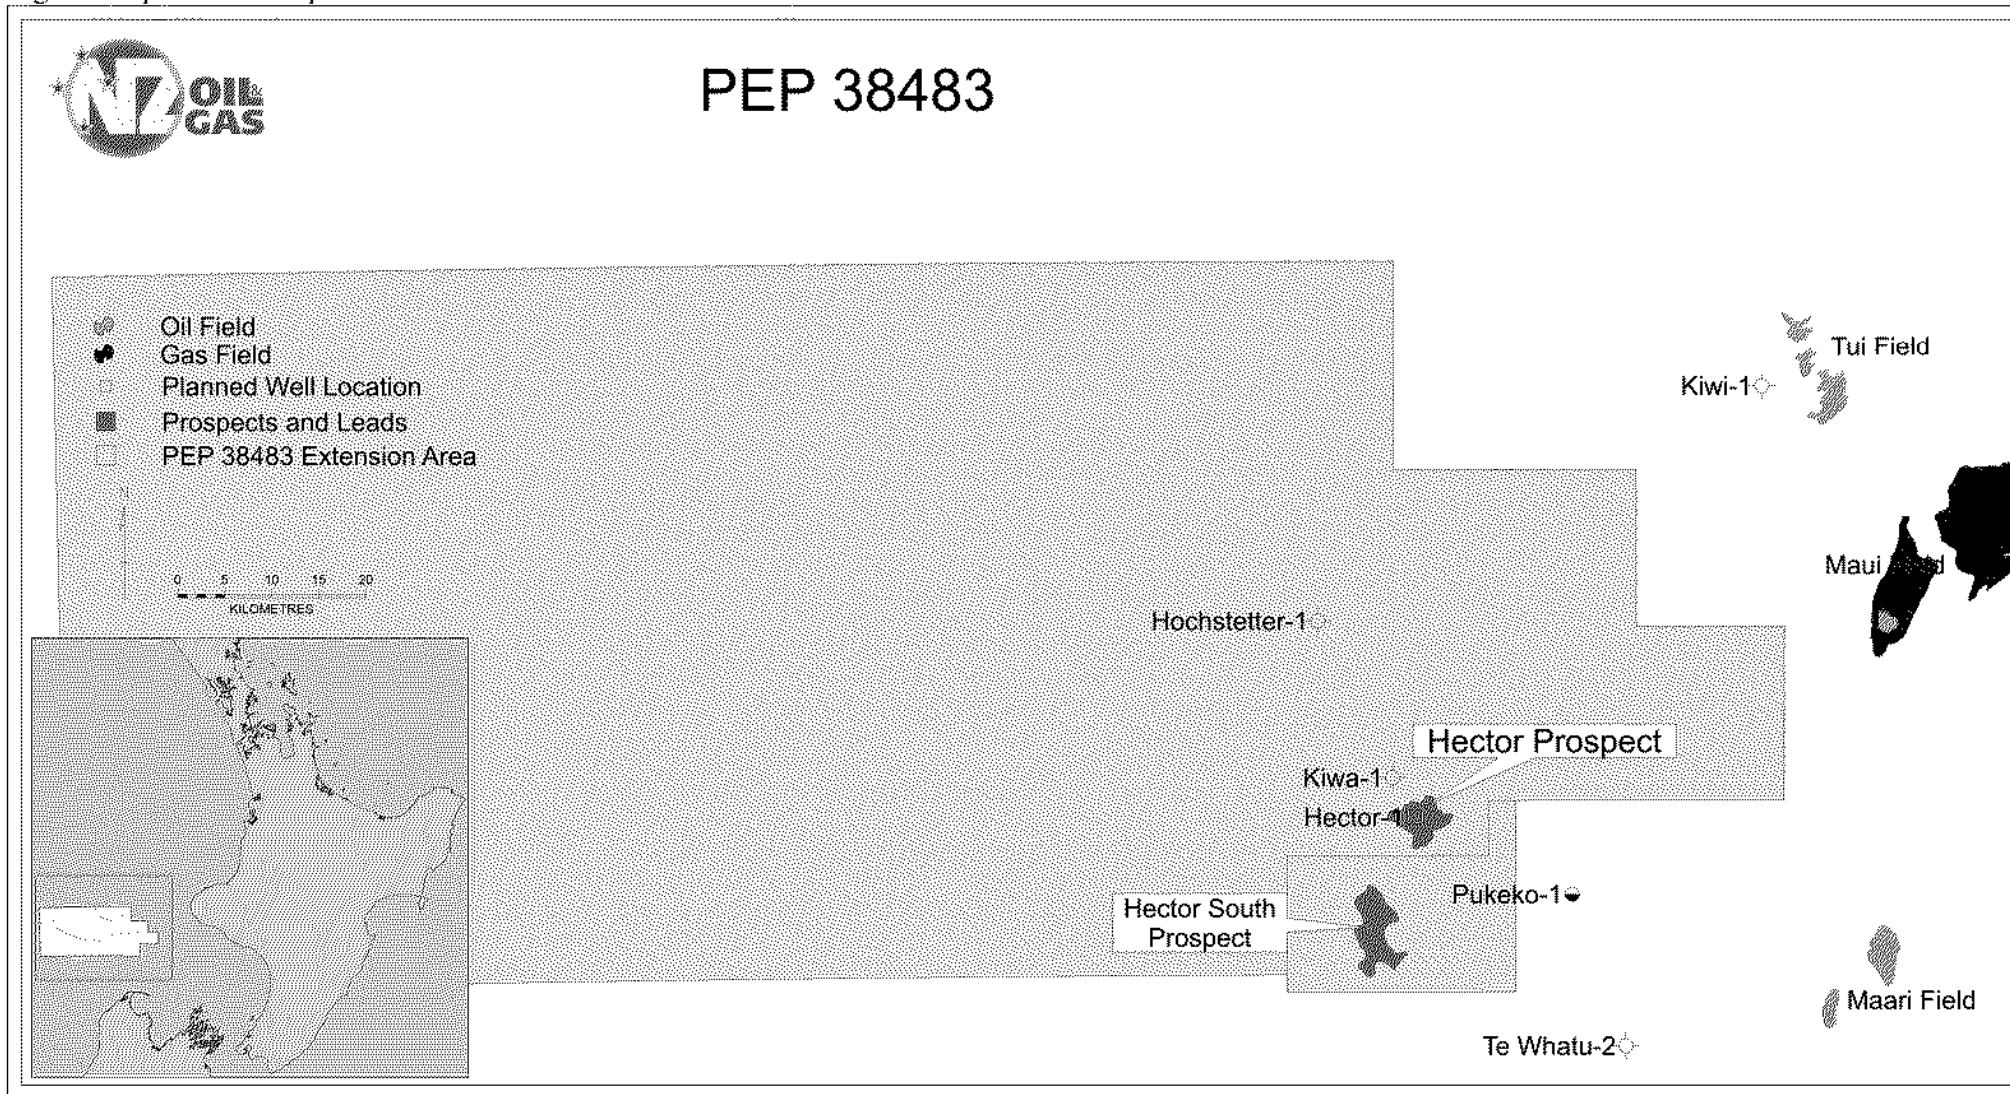 NZ OIL &
GAS
PEP 38483
Oil Field
Gas Field
Planned Well Location
Prospects and Leads
PEP 38483 Extension Area
N
0 5 10 15 20
KILOMETRES
Tui Field
Kiwi-1
Maui
Hochstetter-1
Hector Prospect
Kiwa-1
Hector-1
Pukeko-1
Hector South
Prospect
Maari Field
Te Whatu-2